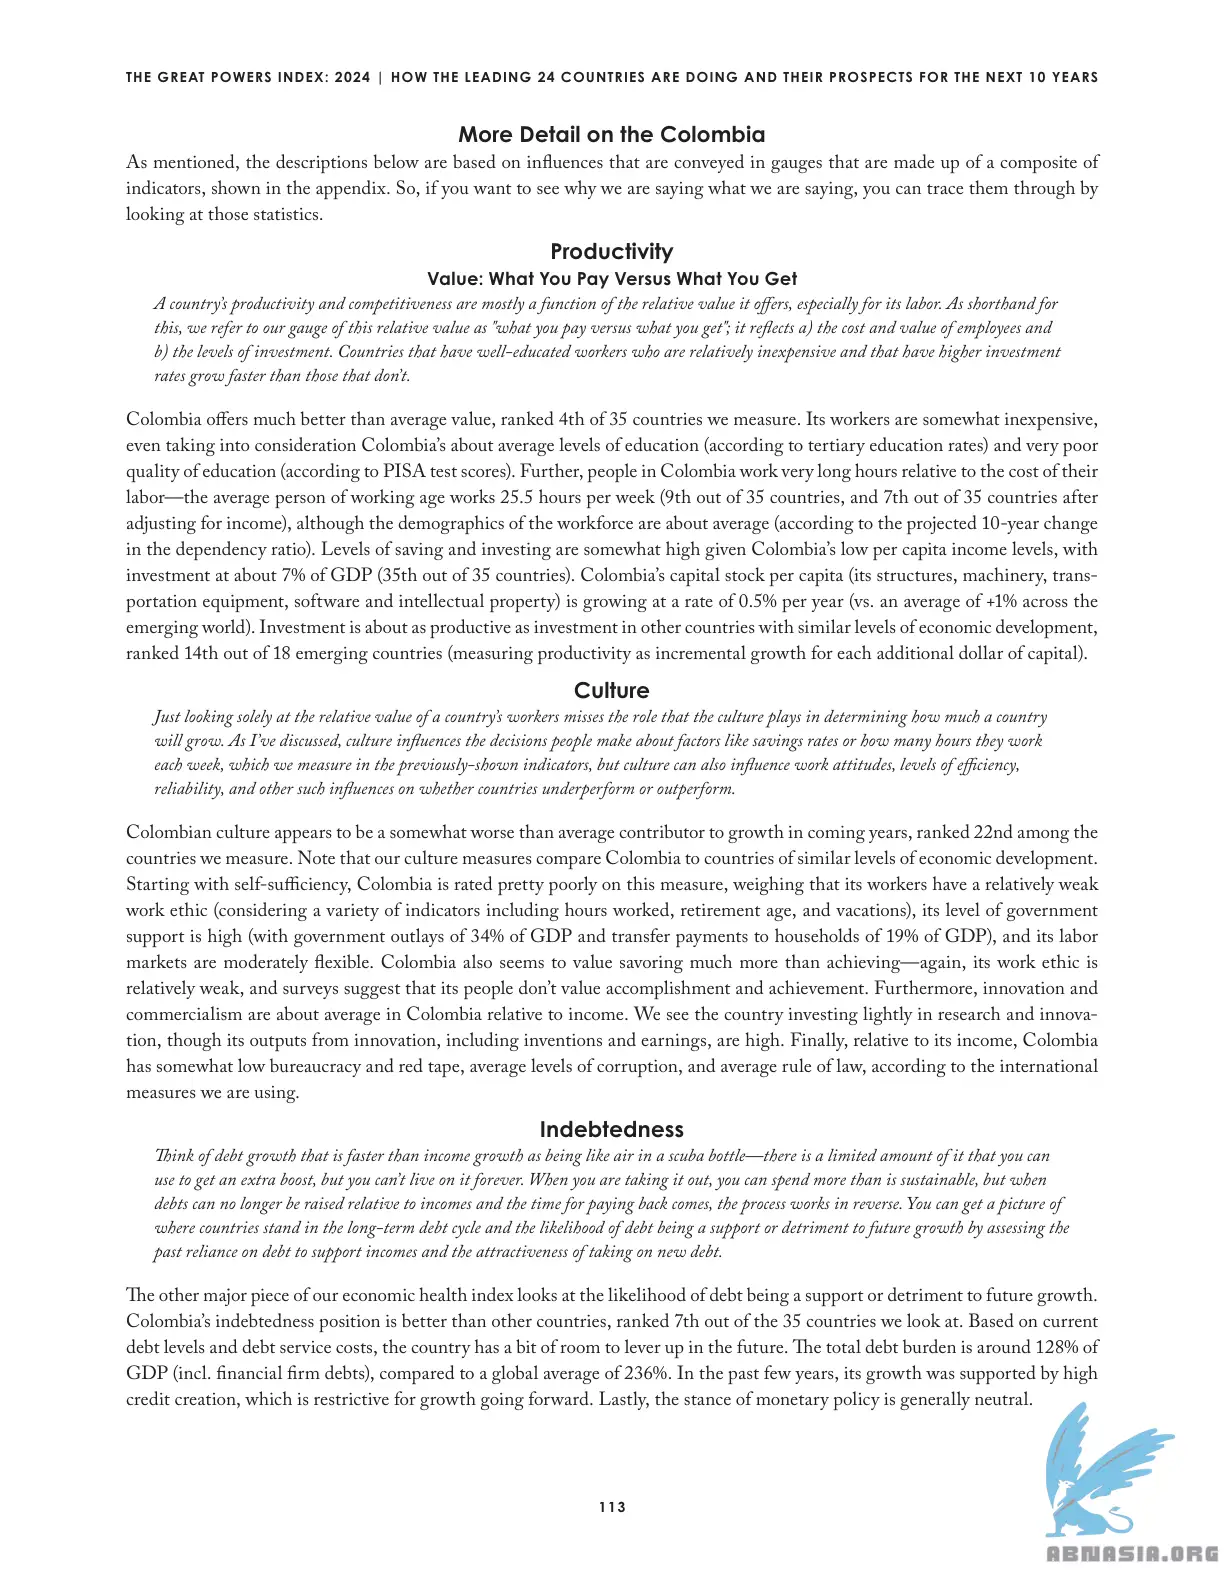 THE GREAT POWERS INDEX: 2024 | HOW THE LEADING 24 COUNTRIES ARE DOING AND THEIR PROSPECTS FOR THE NEXT 10 YEARS
More Detail on the Colombia
As mentioned, the descriptions below are based on influences that are conveyed in gauges that are made up of a composite of
indicators, shown in the appendix. So, if you want to see why we are saying what we are saying, you can trace them through by
looking at those statistics.
Productivity
Value: What You Pay Versus What You Get
A country's productivity and competitiveness are mostly a function of the relative value it offers, especially for its labor. As shorthand for
this, we refer to our gauge of this relative value as "what you pay versus what you get"; it reflects a) the cost and value of employees and
b) the levels of investment. Countries that have well-educated workers who are relatively inexpensive and that have higher investment
rates grow faster than those that don't.
Colombia offers much better than average value, ranked 4th of 35 countries we measure. Its workers are somewhat inexpensive,
even taking into consideration Colombia's about average levels of education (according to tertiary education rates) and very poor
quality of education (according to PISA test scores). Further, people in Colombia work very long hours relative to the cost of their
labor—the average person of working age works 25.5 hours per week (9th out of 35 countries, and 7th out of 35 countries after
adjusting for income), although the demographics of the workforce are about average (according to the projected 10-year change
in the dependency ratio). Levels of saving and investing are somewhat high given Colombia's low per capita income levels, with
investment at about 7% of GDP (35th out of 35 countries). Colombia's capital stock per capita (its structures, machinery, trans-
portation equipment, software and intellectual property) is growing at a rate of 0.5% per year (vs. an average of +1% across the
emerging world). Investment is about as productive as investment in other countries with similar levels of economic development,
ranked 14th out of 18 emerging countries (measuring productivity as incremental growth for each additional dollar of capital).
Culture
Just looking solely at the relative value of a country's workers misses the role that the culture plays in determining how much a country
will grow. As I've discussed, culture influences the decisions people make about factors like savings rates or how many hours they work
each week, which we measure in the previously-shown indicators, but culture can also influence work attitudes, levels of efficiency,
reliability, and other such influences on whether countries underperform or outperform.
Colombian culture appears to be a somewhat worse than average contributor to growth in coming years, ranked 22nd among the
countries we measure. Note that our culture measures compare Colombia to countries of similar levels of economic development.
Starting with self-sufficiency, Colombia is rated pretty poorly on this measure, weighing that its workers have a relatively weak
work ethic (considering a variety of indicators including hours worked, retirement age, and vacations), its level of government
support is high (with government outlays of 34% of GDP and transfer payments to households of 19% of GDP), and its labor
markets are moderately flexible. Colombia also seems to value savoring much more than achieving—again, its work ethic is
relatively weak, and surveys suggest that its people don't value accomplishment and achievement. Furthermore, innovation and
commercialism are about average in Colombia relative to income. We see the country investing lightly in research and innova-
tion, though its outputs from innovation, including inventions and earnings, are high. Finally, relative to its income, Colombia
has somewhat low bureaucracy and red tape, average levels of corruption, and average rule of law, according to the international
measures we are using.
Indebtedness
Think of debt growth that is faster than income growth as being like air in a scuba bottle—there is a limited amount of it that you can
use to get an extra boost, but you can't live on it forever. When you are taking it out, you can spend more than is sustainable, but when
debts can no longer be raised relative to incomes and the time for paying back comes, the process works in reverse. You can get a picture of
where countries stand in the long-term debt cycle and the likelihood of debt being a support or detriment to future growth by assessing the
past reliance on debt to support incomes and the attractiveness of taking on new debt.
The other major piece of our economic health index looks at the likelihood of debt being a support or detriment to future growth.
Colombia's indebtedness position is better than other countries, ranked 7th out of the 35 countries we look at. Based on current
debt levels and debt service costs, the country has a bit of room to lever up in the future. The total debt burden is around 128% of
GDP (incl. financial firm debts), compared to a global average of 236%. In the past few years, its growth was supported by high
credit creation, which is restrictive for growth going forward. Lastly, the stance of monetary policy is generally neutral.
113
ABNASIA.ORG